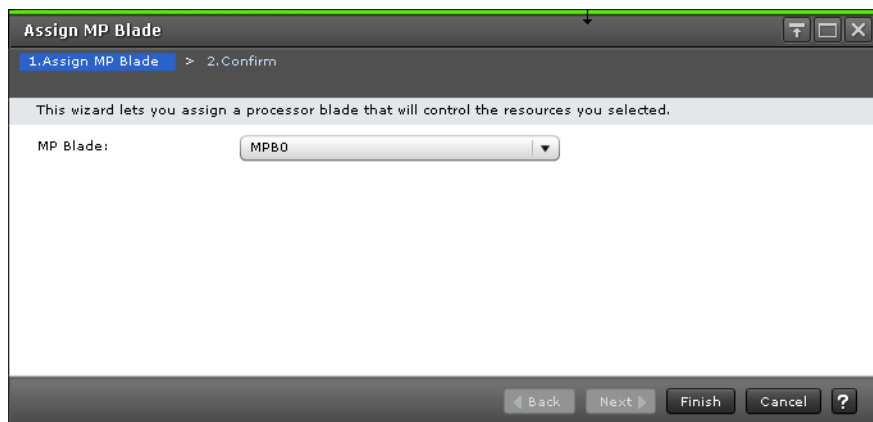 Assign MP Blade
1.Assign MP Blade > 2.Confirm
This wizard lets you assign a processor blade that will control the resources you selected.
MP Blade: MPB0
Back Next Finish Cancel ?